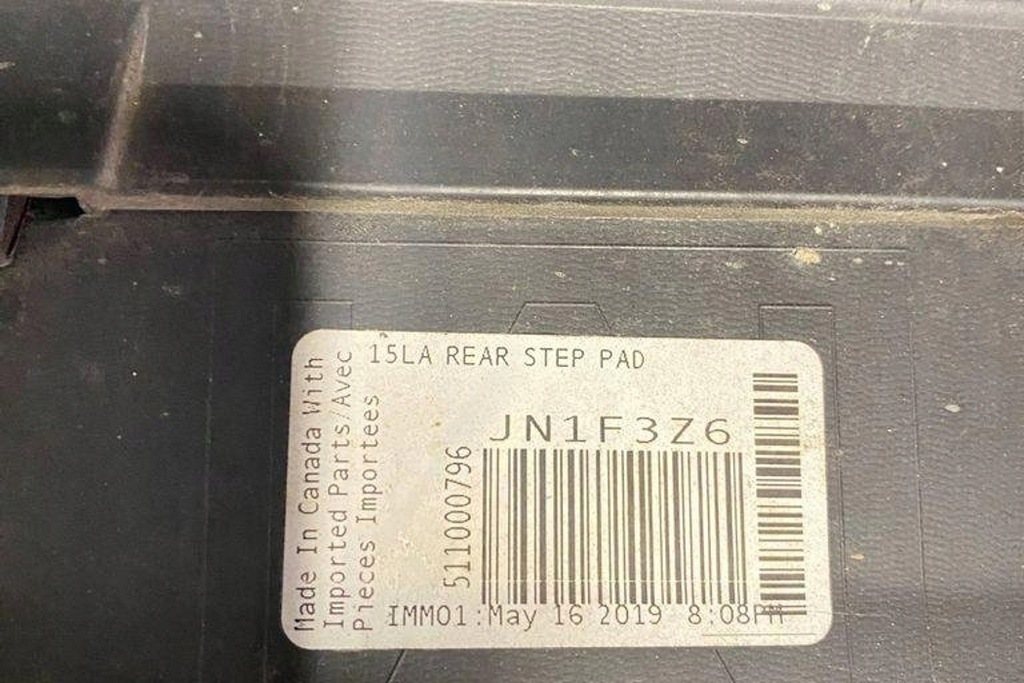 15LA REAR STEP PAD
JN1F3Z6
511000796
IMM01:May 16 2019 8:08PM
Made In Canada With
Imported Parts/Avec
Pieces Importees